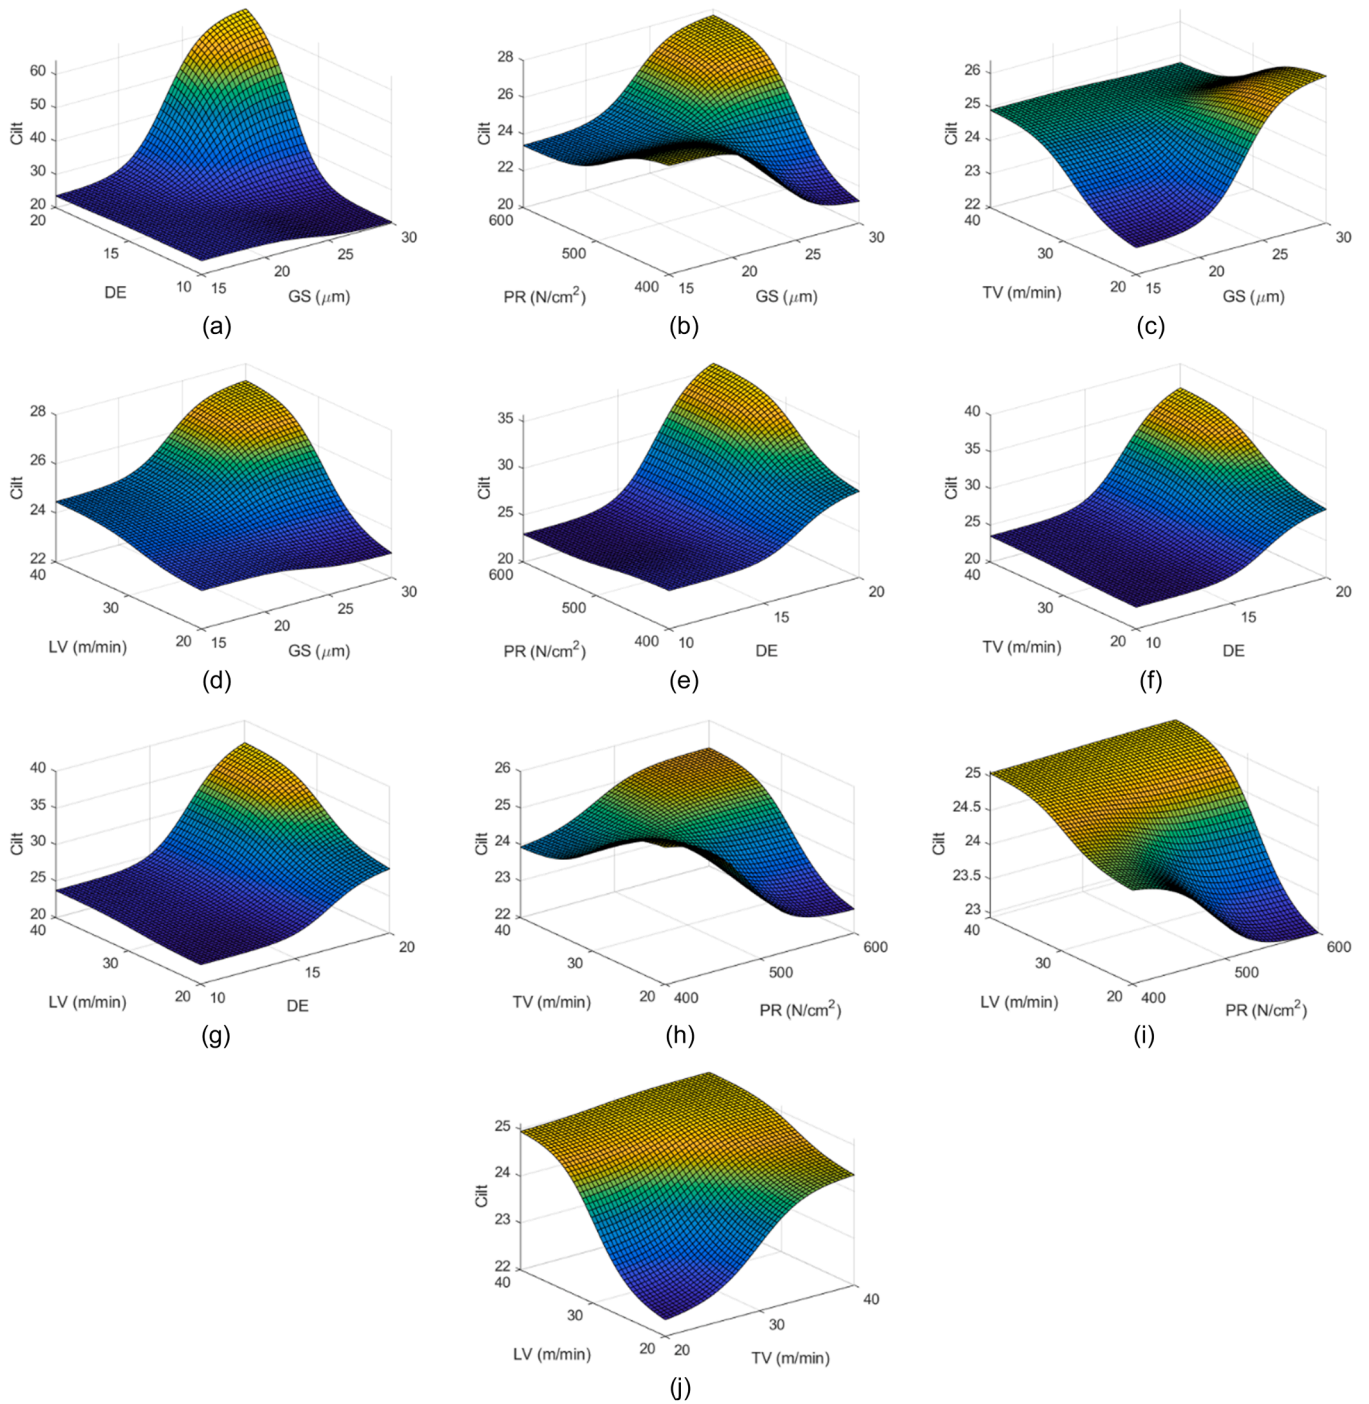 60
50
40
30
20
20
15
10
15
20
25
30
Cilt
DE
GS (μm)
(a)
28
26
24
22
20
600
500
400
15
20
25
30
Cilt
PR (N/cm²)
GS (μm)
(b)
26
25
24
23
22
40
30
20
15
20
25
30
Cilt
TV (m/min)
GS (μm)
(c)
28
26
24
22
40
30
20
15
20
25
30
Cilt
LV (m/min)
GS (μm)
(d)
35
30
25
20
600
500
400
10
15
20
Cilt
PR (N/cm²)
DE
(e)
40
35
30
25
20
40
30
20
10
15
20
Cilt
TV (m/min)
DE
(f)
40
35
30
25
20
40
30
20
10
15
20
Cilt
LV (m/min)
DE
(g)
26
25
24
23
22
40
30
20
400
500
600
Cilt
TV (m/min)
PR (N/cm²)
(h)
25
24.5
24
23.5
23
40
30
20
400
500
600
Cilt
LV (m/min)
PR (N/cm²)
(i)
25
24
23
22
40
30
20
20
30
40
Cilt
LV (m/min)
TV (m/min)
(j)